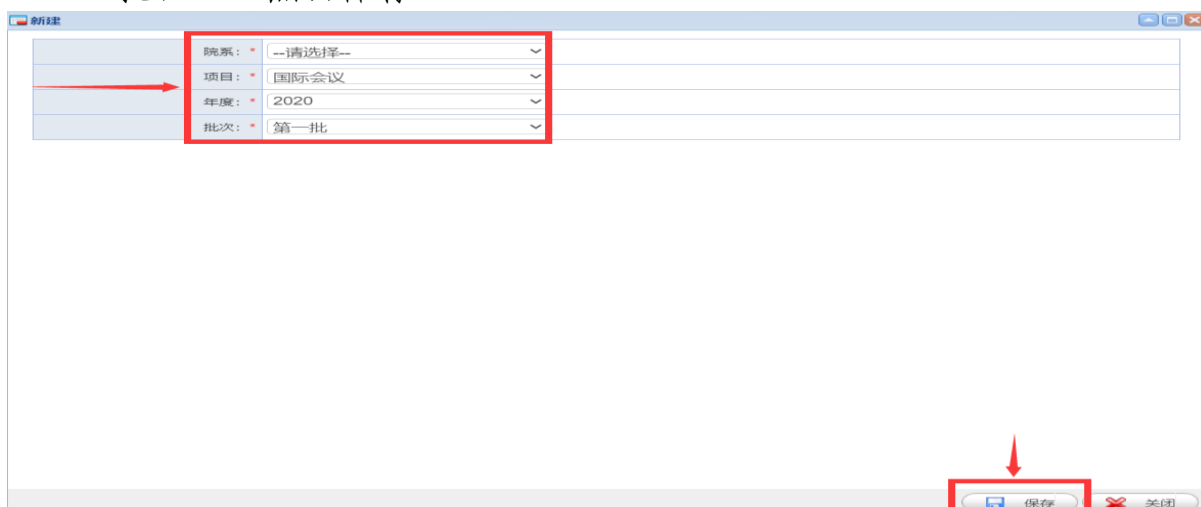 新建
院系： * --请选择--
项目： * 国际会议
年度： * 2020
批次： * 第一批
保存 关闭